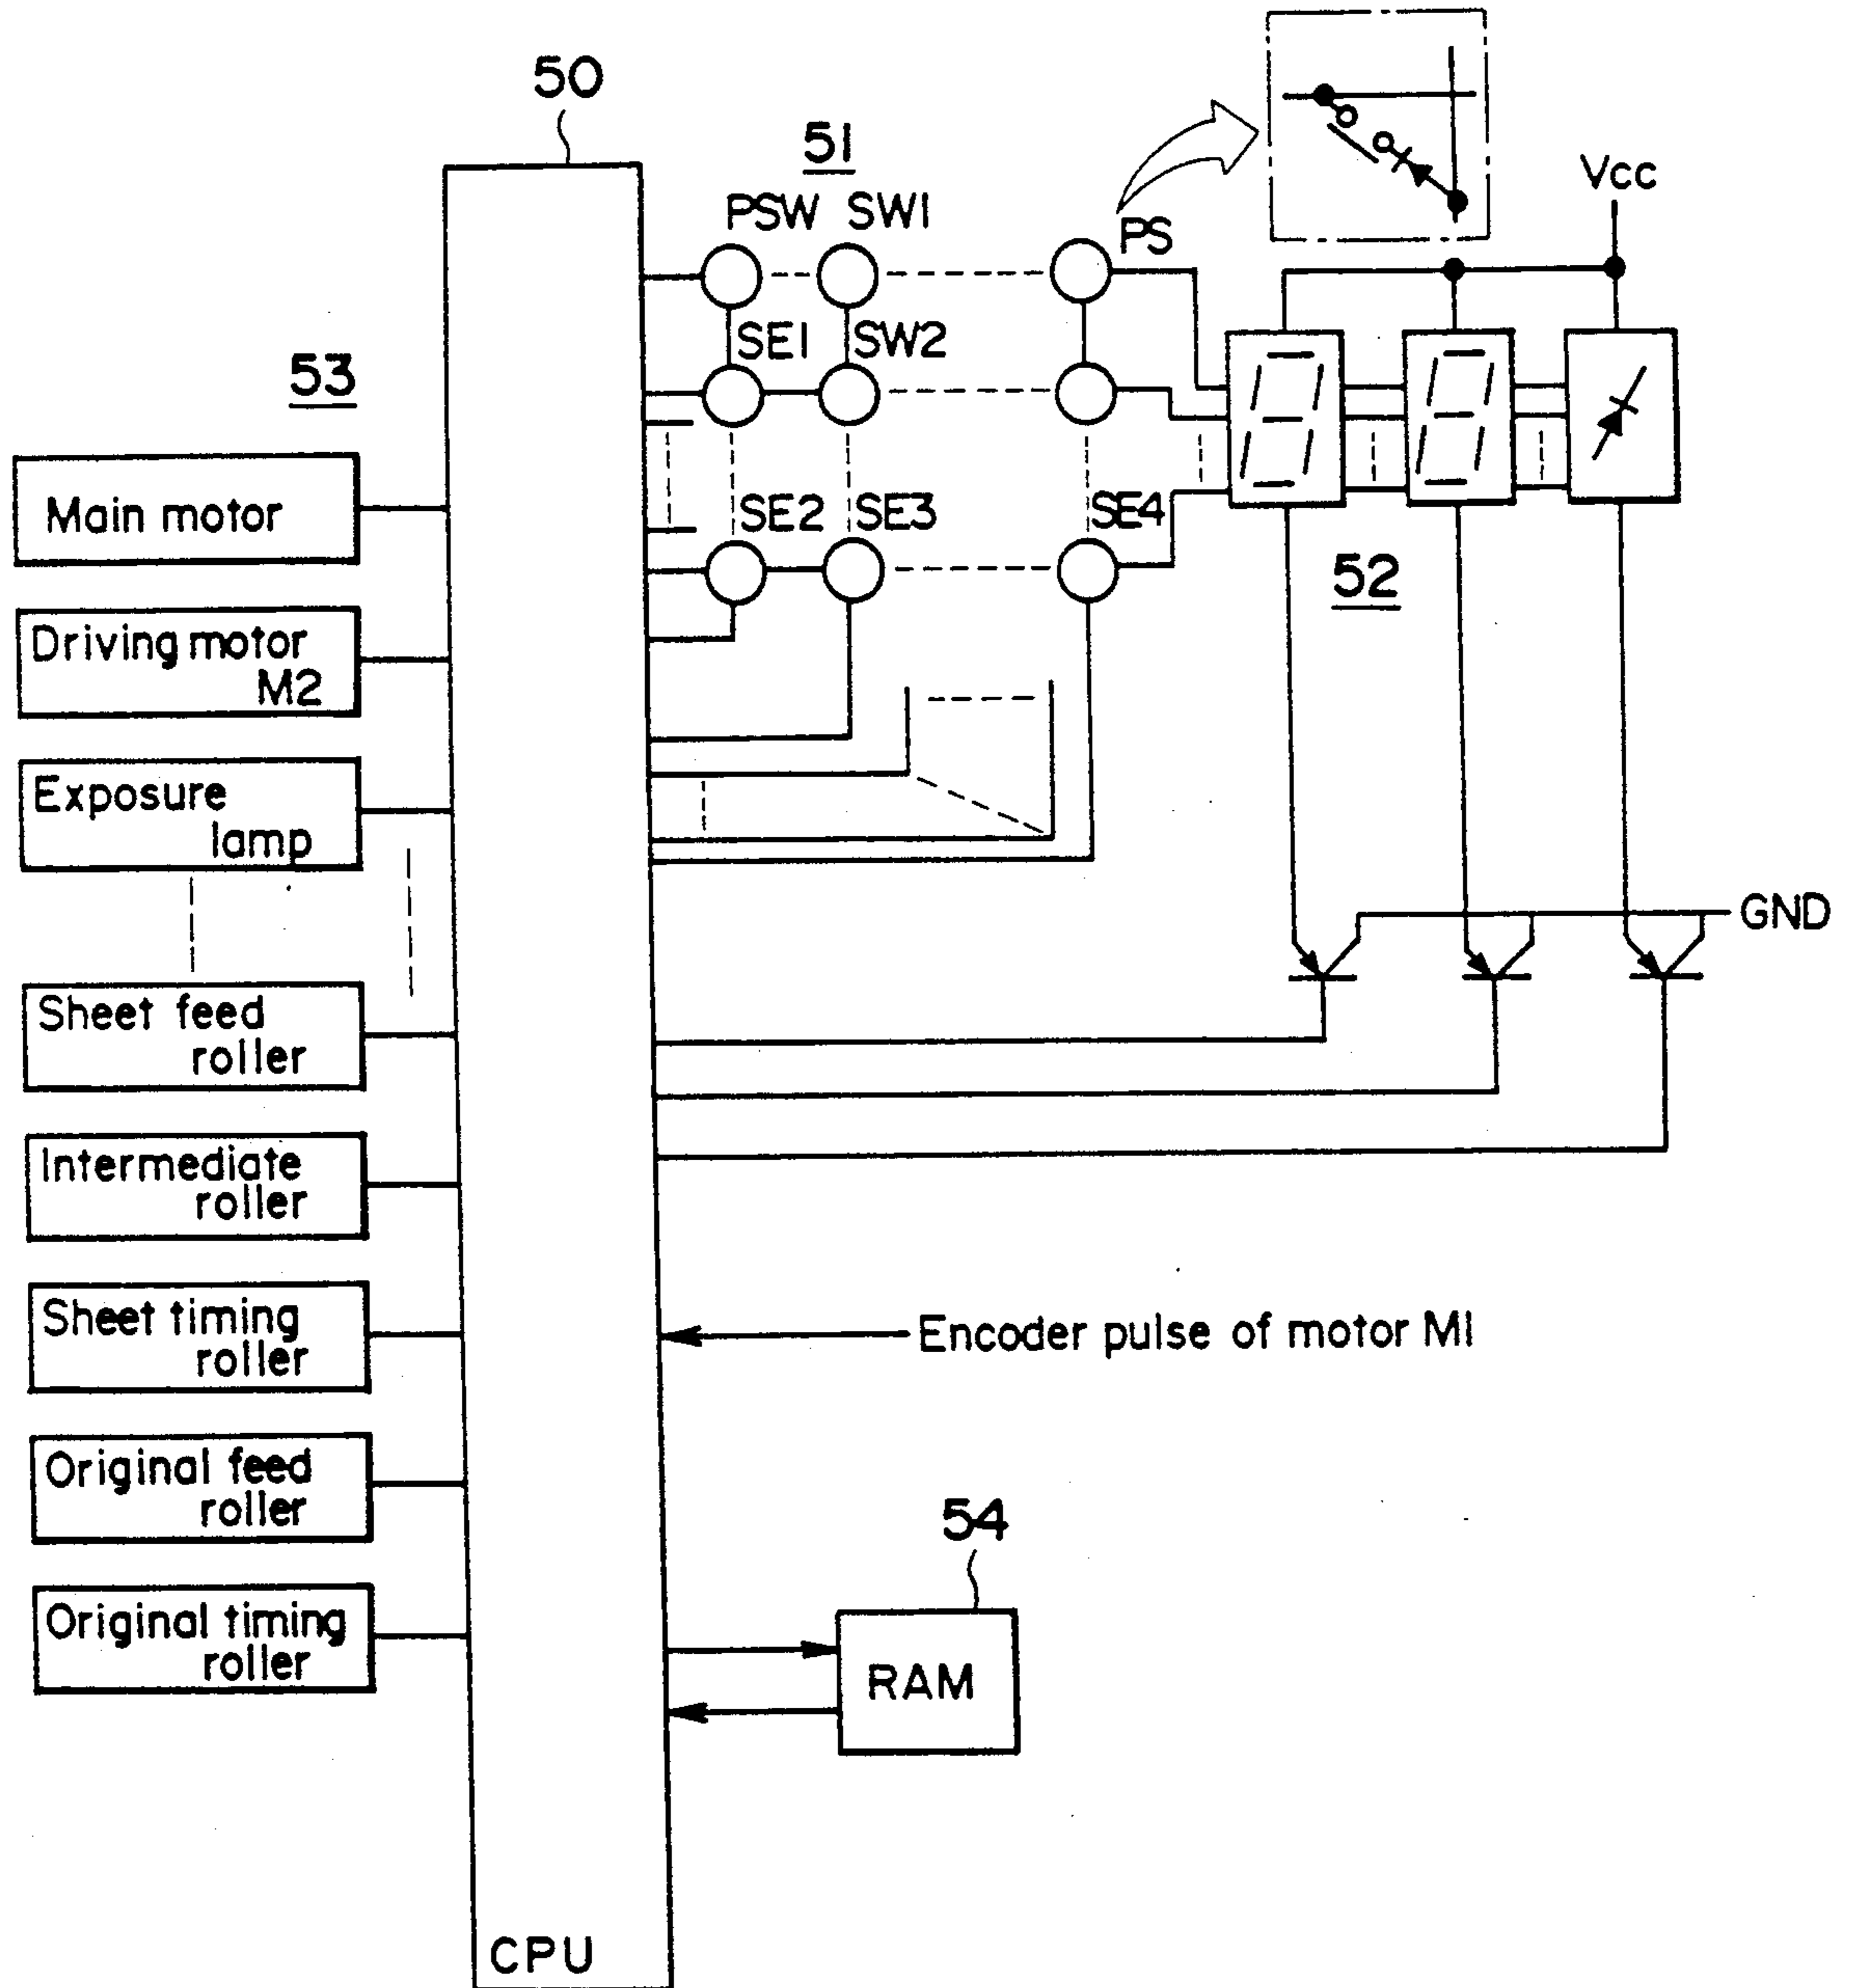 50
51
PSW SW1
PS
Vcc
SE1 SW2
53
SE2 SE3 SE4
52
Main motor
Driving motor
M2
Exposure
lamp
GND
Sheet feed
roller
Intermediate
roller
Sheet timing
roller
Encoder pulse of motor M1
Original feed
roller
54
Original timing
roller
RAM
CPU